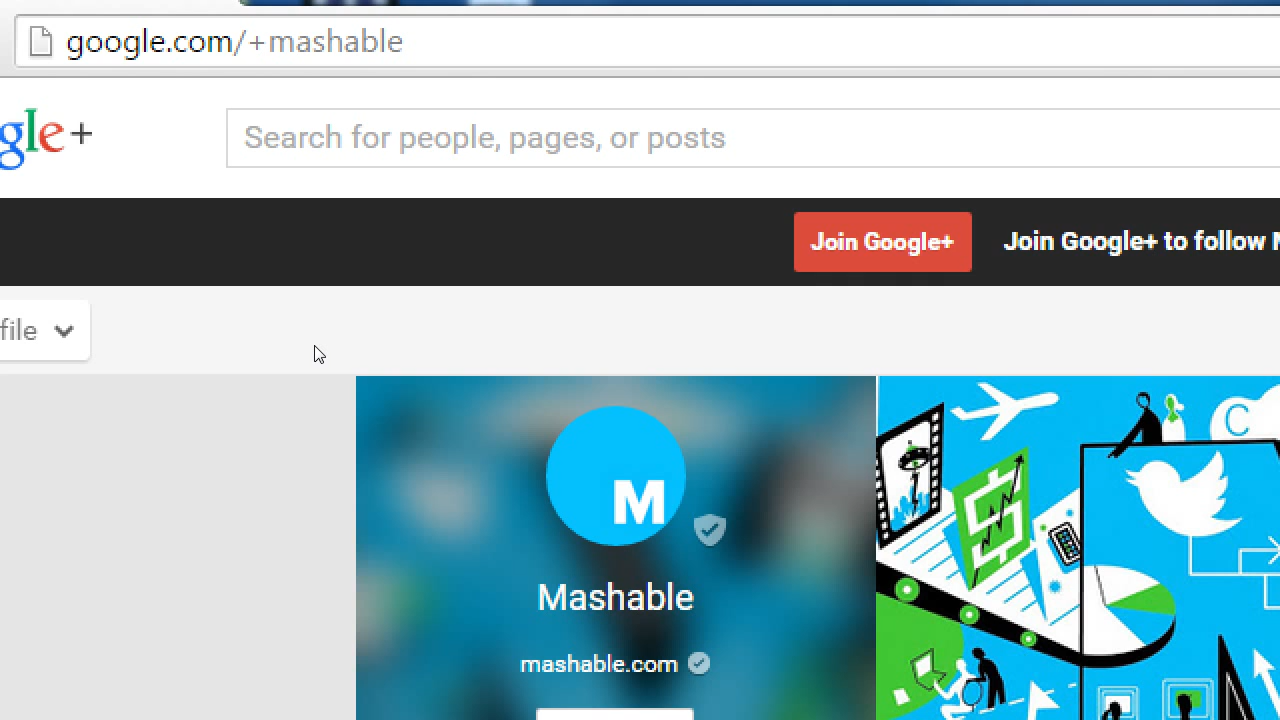 google.com/+mashable
gle+
Search for people, pages, or posts
Join Google+
Join Google+ to follow M
file
C
M
Mashable
mashable.com